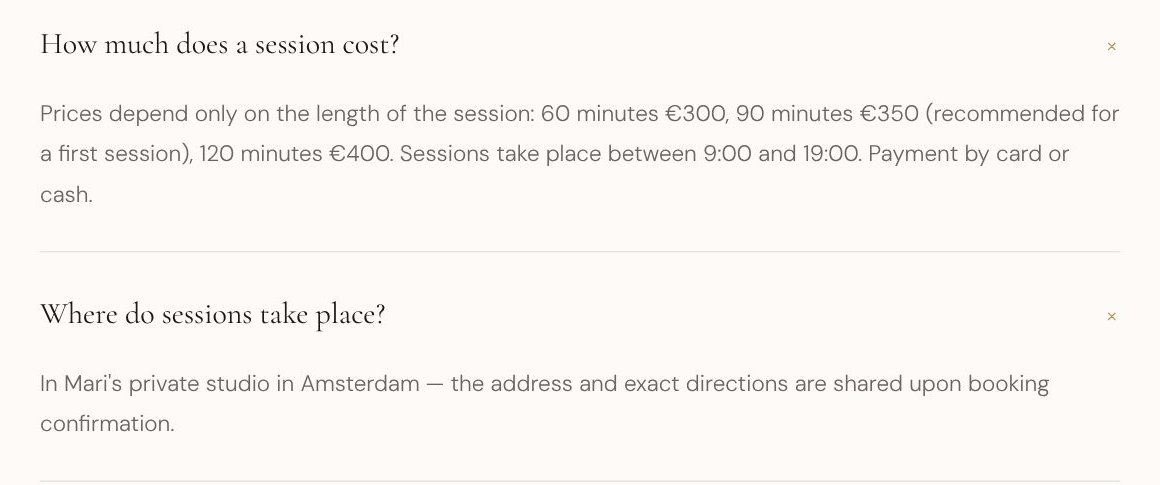 How much does a session cost?
Prices depend only on the length of the session: 60 minutes €300, 90 minutes €350 (recommended for
a first session), 120 minutes €400. Sessions take place between 9:00 and 19:00. Payment by card or
cash.
Where do sessions take place?
In Mari's private studio in Amsterdam — the address and exact directions are shared upon booking
confirmation.